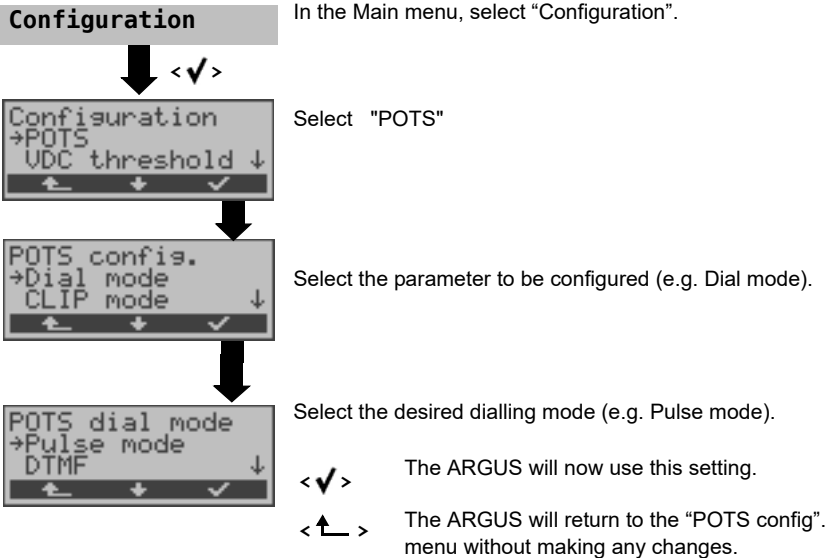 Configuration
In the Main menu, select “Configuration”.
<✓>
Configuration
→POTS
VDC threshold ↓
Select "POTS"
POTS config.
→Dial mode
CLIP mode ↓
Select the parameter to be configured (e.g. Dial mode).
POTS dial mode
→Pulse mode
DTMF ↓
Select the desired dialling mode (e.g. Pulse mode).
<✓> The ARGUS will now use this setting.
< > The ARGUS will return to the “POTS config”.
menu without making any changes.